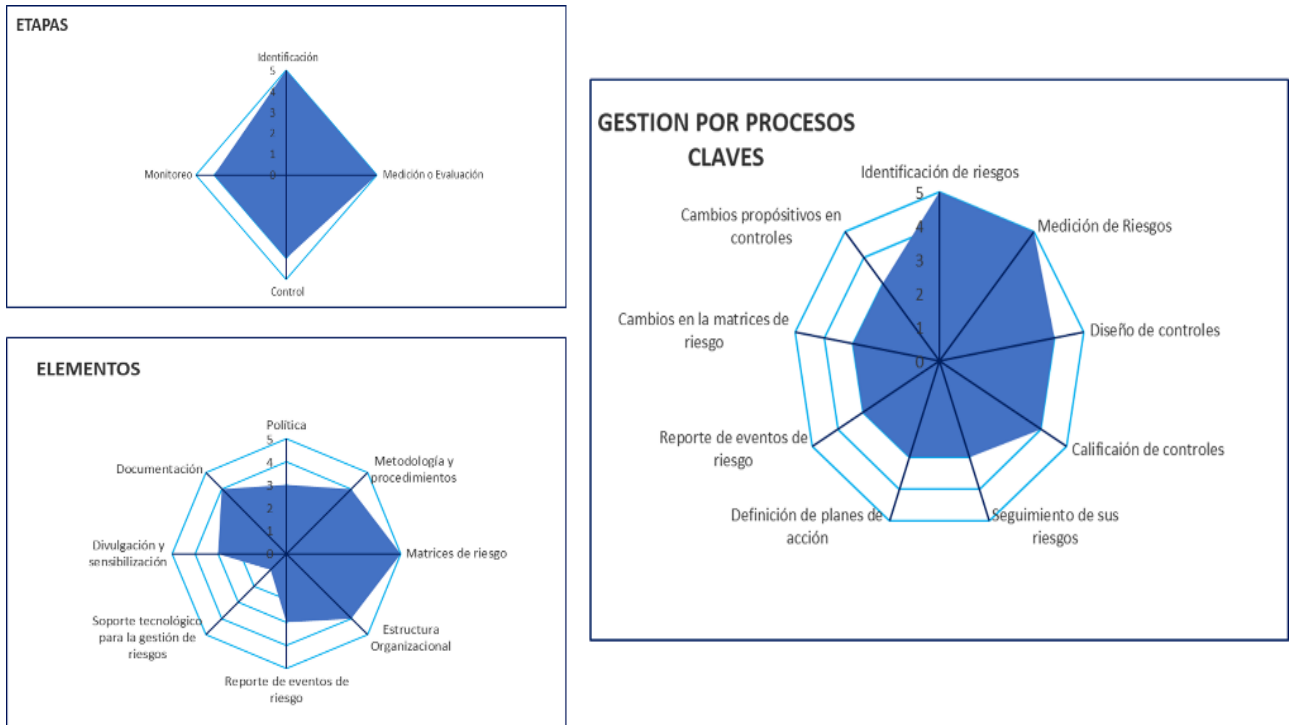 ETAPAS
Identificación
5
4
3
2
1
0
Monitoreo
Medición o Evaluación
Control
ELEMENTOS
Política
5
4
3
2
1
0
Documentación
Metodología y
procedimientos
Divulgación y
sensibilización
Matrices de riesgo
Soporte tecnológico
para la gestión de
riesgos
Estructura
Organizacional
Reporte de eventos de
riesgo
GESTION POR PROCESOS
CLAVES
Identificación de riesgos
5
4
3
2
1
0
Cambios propósitivos en
controles
Medición de Riesgos
Cambios en la matrices de
riesgo
Diseño de controles
Reporte de eventos de
riesgo
Calificaión de controles
Definición de planes de
acción
Seguimiento de sus
riesgos